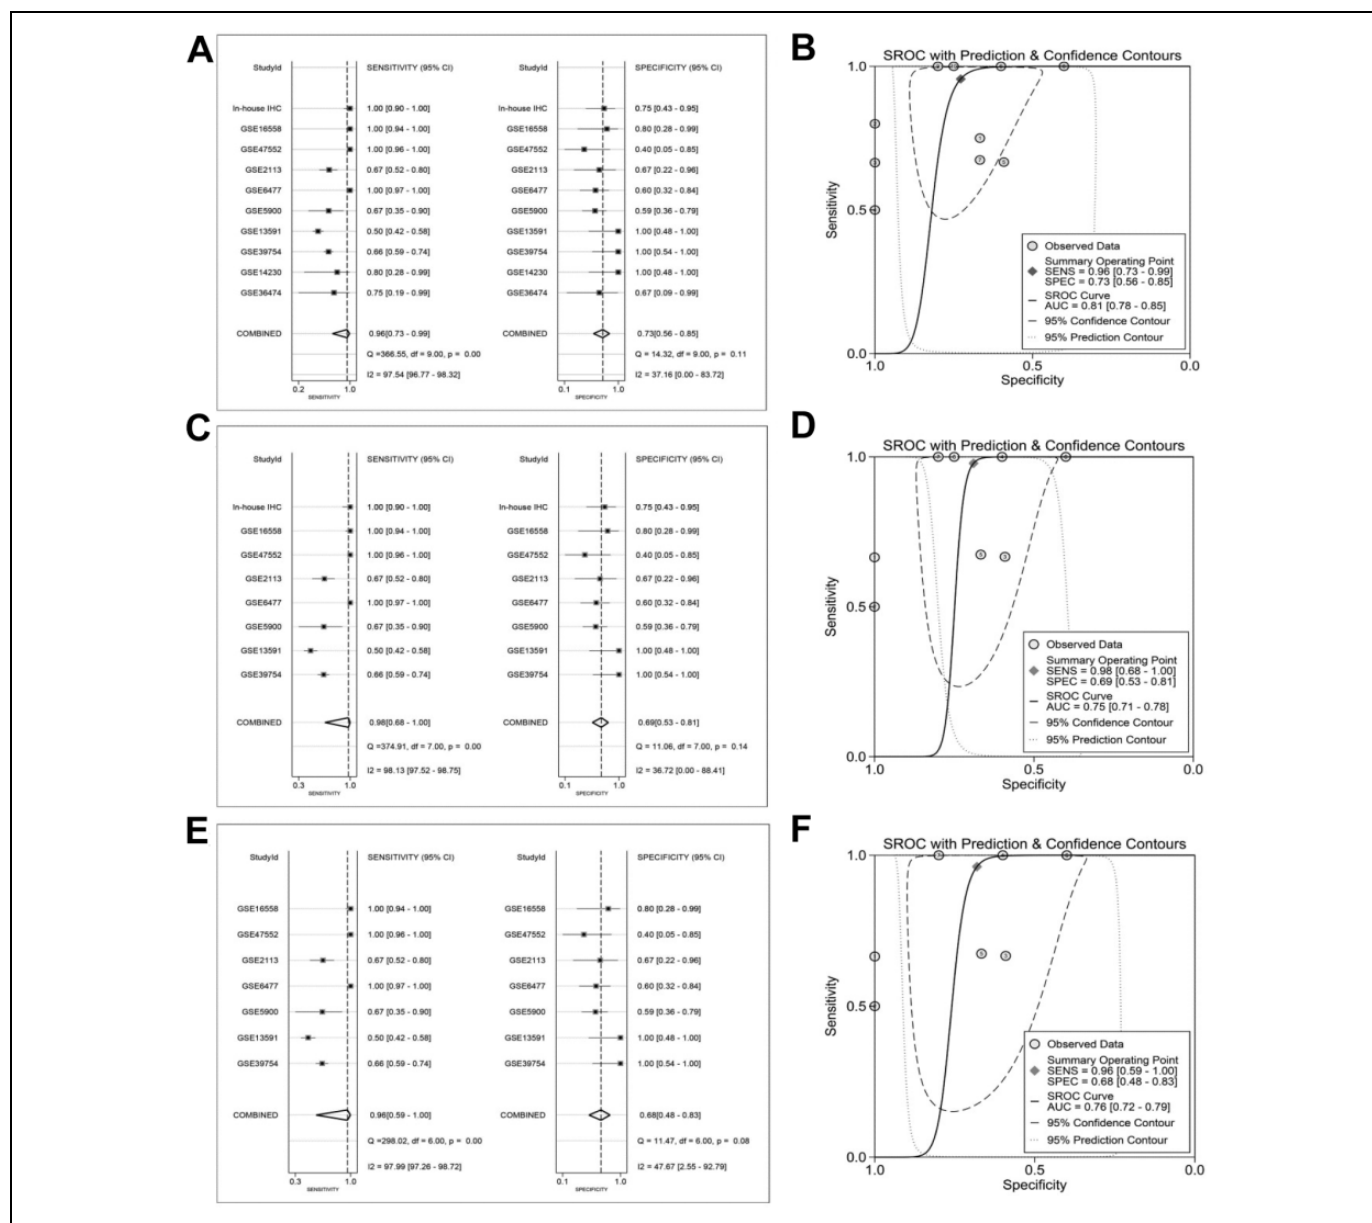 A
StudyId SENSITIVITY (95% CI)
In-house IHC 1.00 [0.90 - 1.00]
GSE16558 1.00 [0.94 - 1.00]
GSE47552 1.00 [0.96 - 1.00]
GSE2113 0.67 [0.52 - 0.80]
GSE6477 1.00 [0.97 - 1.00]
GSE5900 0.67 [0.35 - 0.90]
GSE13591 0.50 [0.42 - 0.58]
GSE39754 0.66 [0.59 - 0.74]
GSE14230 0.80 [0.28 - 0.99]
GSE36474 0.75 [0.19 - 0.99]
COMBINED 0.96[0.73 - 0.99]
Q =366.55, df = 9.00, p = 0.00
I2 = 97.54 [96.77 - 98.32]
0.2 1.0
SENSITIVITY
StudyId SPECIFICITY (95% CI)
In-house IHC 0.75 [0.43 - 0.95]
GSE16558 0.80 [0.28 - 0.99]
GSE47552 0.40 [0.05 - 0.85]
GSE2113 0.67 [0.22 - 0.96]
GSE6477 0.60 [0.32 - 0.84]
GSE5900 0.59 [0.36 - 0.79]
GSE13591 1.00 [0.48 - 1.00]
GSE39754 1.00 [0.54 - 1.00]
GSE14230 1.00 [0.48 - 1.00]
GSE36474 0.67 [0.09 - 0.99]
COMBINED 0.73[0.56 - 0.85]
Q = 14.32, df = 9.00, p = 0.11
I2 = 37.16 [0.00 - 83.72]
0.1 1.0
SPECIFICITY
B
SROC with Prediction & Confidence Contours
1.0
0.5
0.0
Sensitivity
Observed Data
Summary Operating Point
SENS = 0.96 [0.73 - 0.99]
SPEC = 0.73 [0.56 - 0.85]
SROC Curve
AUC = 0.81 [0.78 - 0.85]
95% Confidence Contour
95% Prediction Contour
1.0 0.5 0.0
Specificity
C
StudyId SENSITIVITY (95% CI)
In-house IHC 1.00 [0.90 - 1.00]
GSE16558 1.00 [0.94 - 1.00]
GSE47552 1.00 [0.96 - 1.00]
GSE2113 0.67 [0.52 - 0.80]
GSE6477 1.00 [0.97 - 1.00]
GSE5900 0.67 [0.35 - 0.90]
GSE13591 0.50 [0.42 - 0.58]
GSE39754 0.66 [0.59 - 0.74]
COMBINED 0.98[0.68 - 1.00]
Q =374.91, df = 7.00, p = 0.00
I2 = 98.13 [97.52 - 98.75]
0.3 1.0
SENSITIVITY
StudyId SPECIFICITY (95% CI)
In-house IHC 0.75 [0.43 - 0.95]
GSE16558 0.80 [0.28 - 0.99]
GSE47552 0.40 [0.05 - 0.85]
GSE2113 0.67 [0.22 - 0.96]
GSE6477 0.60 [0.32 - 0.84]
GSE5900 0.59 [0.36 - 0.79]
GSE13591 1.00 [0.48 - 1.00]
GSE39754 1.00 [0.54 - 1.00]
COMBINED 0.69[0.53 - 0.81]
Q = 11.06, df = 7.00, p = 0.14
I2 = 36.72 [0.00 - 88.41]
0.1 1.0
SPECIFICITY
D
SROC with Prediction & Confidence Contours
1.0
0.5
0.0
Sensitivity
Observed Data
Summary Operating Point
SENS = 0.98 [0.68 - 1.00]
SPEC = 0.69 [0.53 - 0.81]
SROC Curve
AUC = 0.75 [0.71 - 0.78]
95% Confidence Contour
95% Prediction Contour
1.0 0.5 0.0
Specificity
E
StudyId SENSITIVITY (95% CI)
GSE16558 1.00 [0.94 - 1.00]
GSE47552 1.00 [0.96 - 1.00]
GSE2113 0.67 [0.52 - 0.80]
GSE6477 1.00 [0.97 - 1.00]
GSE5900 0.67 [0.35 - 0.90]
GSE13591 0.50 [0.42 - 0.58]
GSE39754 0.66 [0.59 - 0.74]
COMBINED 0.96[0.59 - 1.00]
Q =298.02, df = 6.00, p = 0.00
I2 = 97.99 [97.26 - 98.72]
0.3 1.0
SENSITIVITY
StudyId SPECIFICITY (95% CI)
GSE16558 0.80 [0.28 - 0.99]
GSE47552 0.40 [0.05 - 0.85]
GSE2113 0.67 [0.22 - 0.96]
GSE6477 0.60 [0.32 - 0.84]
GSE5900 0.59 [0.36 - 0.79]
GSE13591 1.00 [0.48 - 1.00]
GSE39754 1.00 [0.54 - 1.00]
COMBINED 0.68[0.48 - 0.83]
Q = 11.47, df = 6.00, p = 0.08
I2 = 47.67 [2.55 - 92.79]
0.1 1.0
SPECIFICITY
F
SROC with Prediction & Confidence Contours
1.0
0.5
0.0
Sensitivity
Observed Data
Summary Operating Point
SENS = 0.96 [0.59 - 1.00]
SPEC = 0.68 [0.48 - 0.83]
SROC Curve
AUC = 0.76 [0.72 - 0.79]
95% Confidence Contour
95% Prediction Contour
1.0 0.5 0.0
Specificity